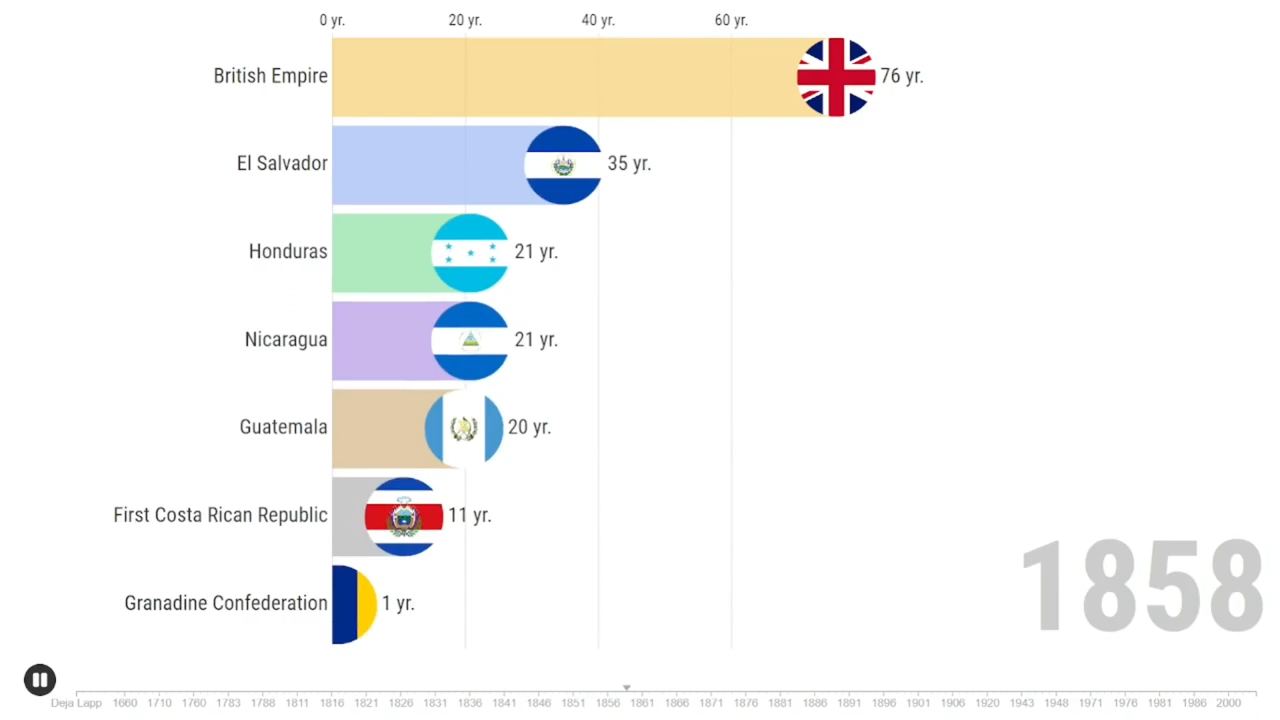 0 yr. 20 yr. 40 yr. 60 yr.
British Empire 76 yr.
El Salvador 35 yr.
Honduras 21 yr.
Nicaragua 21 yr.
Guatemala 20 yr.
First Costa Rican Republic 11 yr.
Granadine Confederation 1 yr.
1858
Deja Lapp 1660 1710 1760 1783 1788 1811 1816 1821 1826 1831 1836 1841 1846 1851 1856 1861 1866 1871 1876 1881 1886 1891 1896 1901 1906 1920 1943 1948 1971 1976 1981 1986 2000